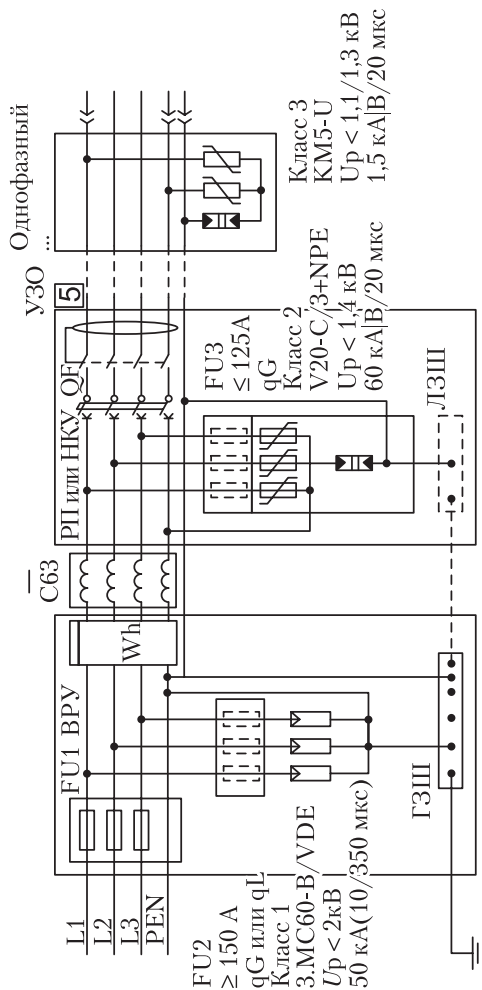 L1
L2
L3
PEN
FU1 ВРУ
Wh
С63
РП или НКУ
QF
~
5
УЗО
Однофазный
...
FU2
≥ 150 А
qG или qL
Класс 1
3.MC60-B/VDE
Up < 2кВ
50 кА(10/350 мкс)
ГЗШ
FU3
≤ 125А
qG
Класс 2
V20-C/3+NPE
Up < 1,4 кВ
60 кА|В/20 мкс
ЛЗШ
Класс 3
KM5-U
Up < 1,1/1,3 кВ
1,5 кА|В/20 мкс